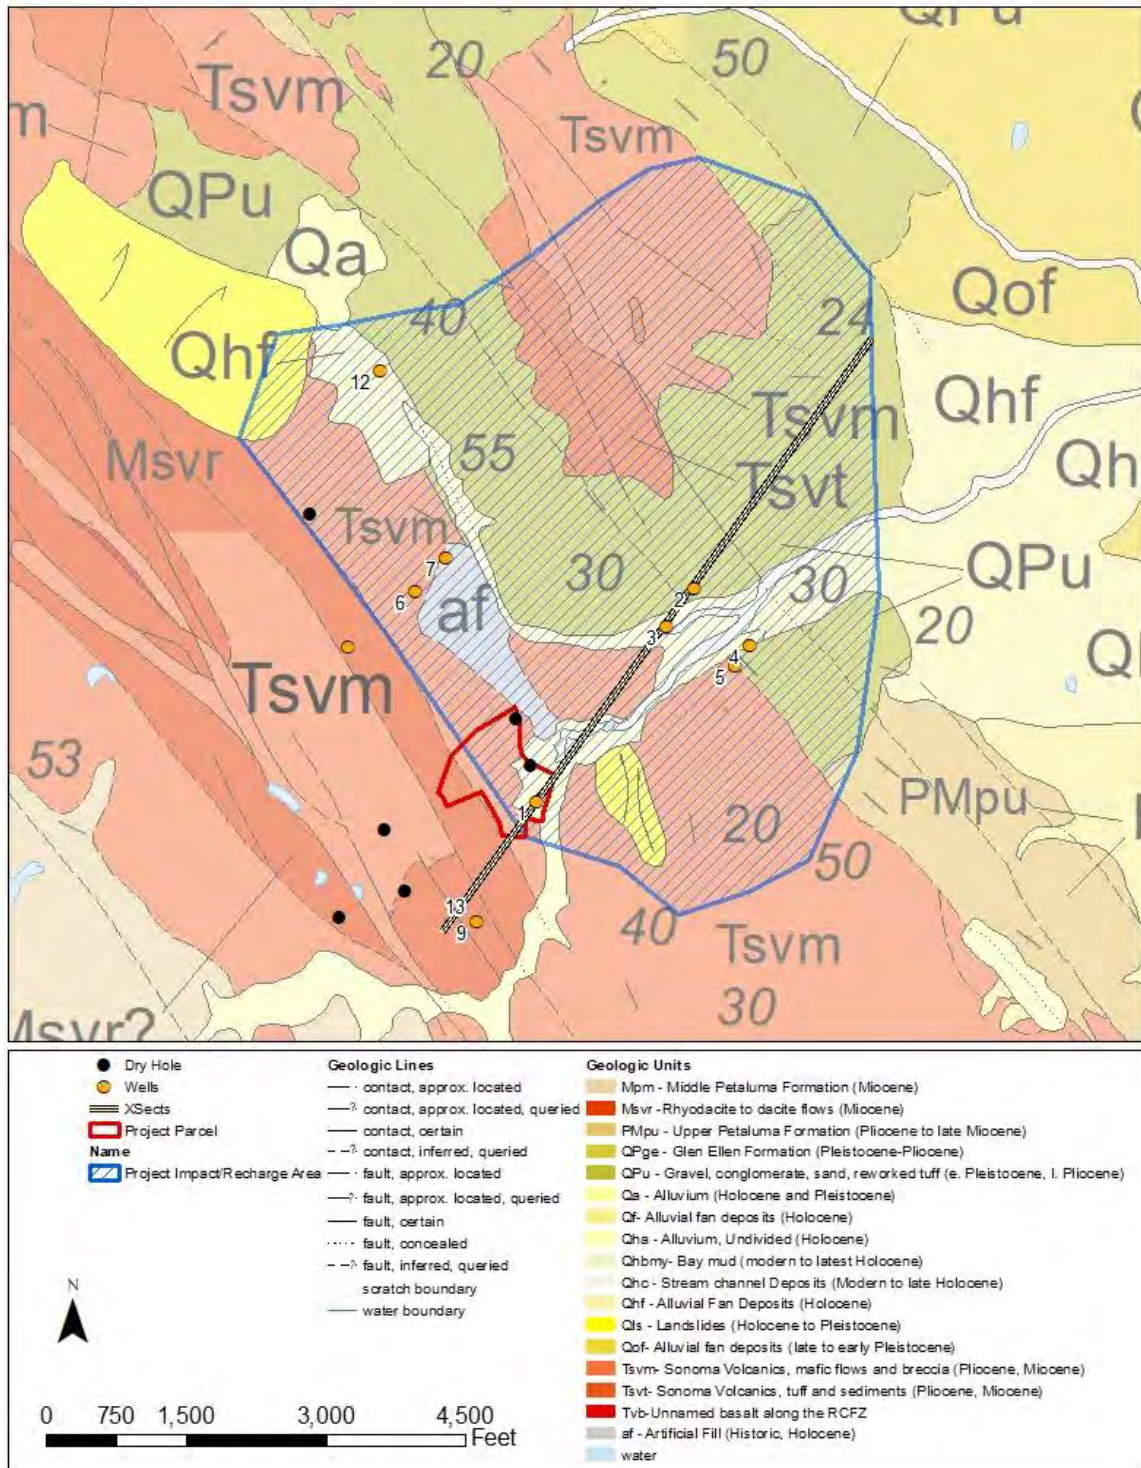 QPu
20
50
Tsvm
m
Tsvm
QPu
Qa
Qof
40
24
Qhf
Qhf
Tsvm
Msvr
55
Qh
12
Tsvt
Tsvm
7
30
QPu
6
af
2
30
3
20
4
5
Tsvm
53
PMpu
1
20
50
13
9
40
Tsvm
30
Msvr?
Dry Hole
Wells
XSects
Project Parcel
Name
Project Impact/Recharge Area
N
0 750 1,500 3,000 4,500
Feet
Geologic Lines
contact, approx. located
contact, approx. located, queried
contact, certain
contact, inferred, queried
fault, approx. located
fault, approx. located, queried
fault, certain
fault, concealed
fault, inferred, queried
scratch boundary
water boundary
Geologic Units
Mpm - Middle Petaluma Formation (Miocene)
Msvr -Rhyodacite to dacite flows (Miocene)
PMpu - Upper Petaluma Formation (Pliocene to late Miocene)
QPge - Glen Ellen Formation (Pleistocene-Pliocene)
QPu - Gravel, conglomerate, sand, reworked tuff (e. Pleistocene, l. Pliocene)
Qa - Alluvium (Holocene and Pleistocene)
Qf- Alluvial fan deposits (Holocene)
Qha - Alluvium, Undivided (Holocene)
Qhbmy- Bay mud (modern to latest Holocene)
Qhc - Stream channel Deposits (Modern to late Holocene)
Qhf - Alluvial Fan Deposits (Holocene)
Qls - Landslides (Holocene to Pleistocene)
Qof- Alluvial fan deposits (late to early Pleistocene)
Tsvm- Sonoma Volcanics, mafic flows and breccia (Pliocene, Miocene)
Tsvt- Sonoma Volcanics, tuff and sediments (Pliocene, Miocene)
Tvb-Unnamed basalt along the RCFZ
af - Artificial Fill (Historic, Holocene)
water